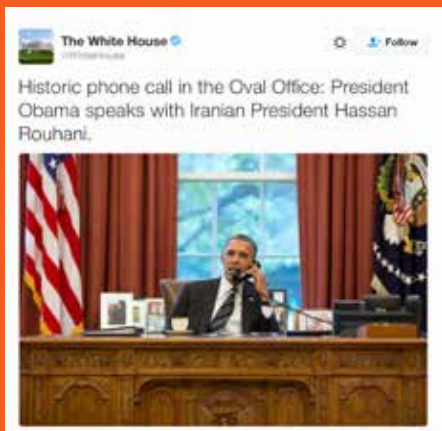 The White House
@WhiteHouse
Follow
Historic phone call in the Oval Office: President
Obama speaks with Iranian President Hassan
Rouhani.